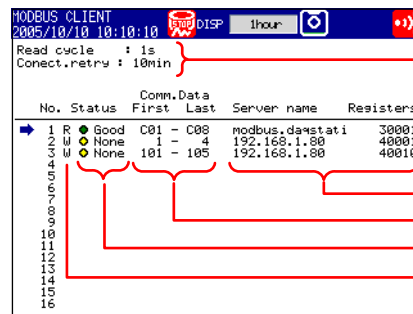 MODBUS CLIENT
2005/10/10 10:10:10 STOP DISP 1hour
Read cycle : 1s
Conect.retry : 10min
Comm.Data
No. Status First Last Server name Registers
1 R Good C01 - C08 modbus.daqstati 30001
2 W None 1 - 4 192.168.1.80 40001
3 W None 101 - 105 192.168.1.80 40010
4
5
6
7
8
9
10
11
12
13
14
15
16